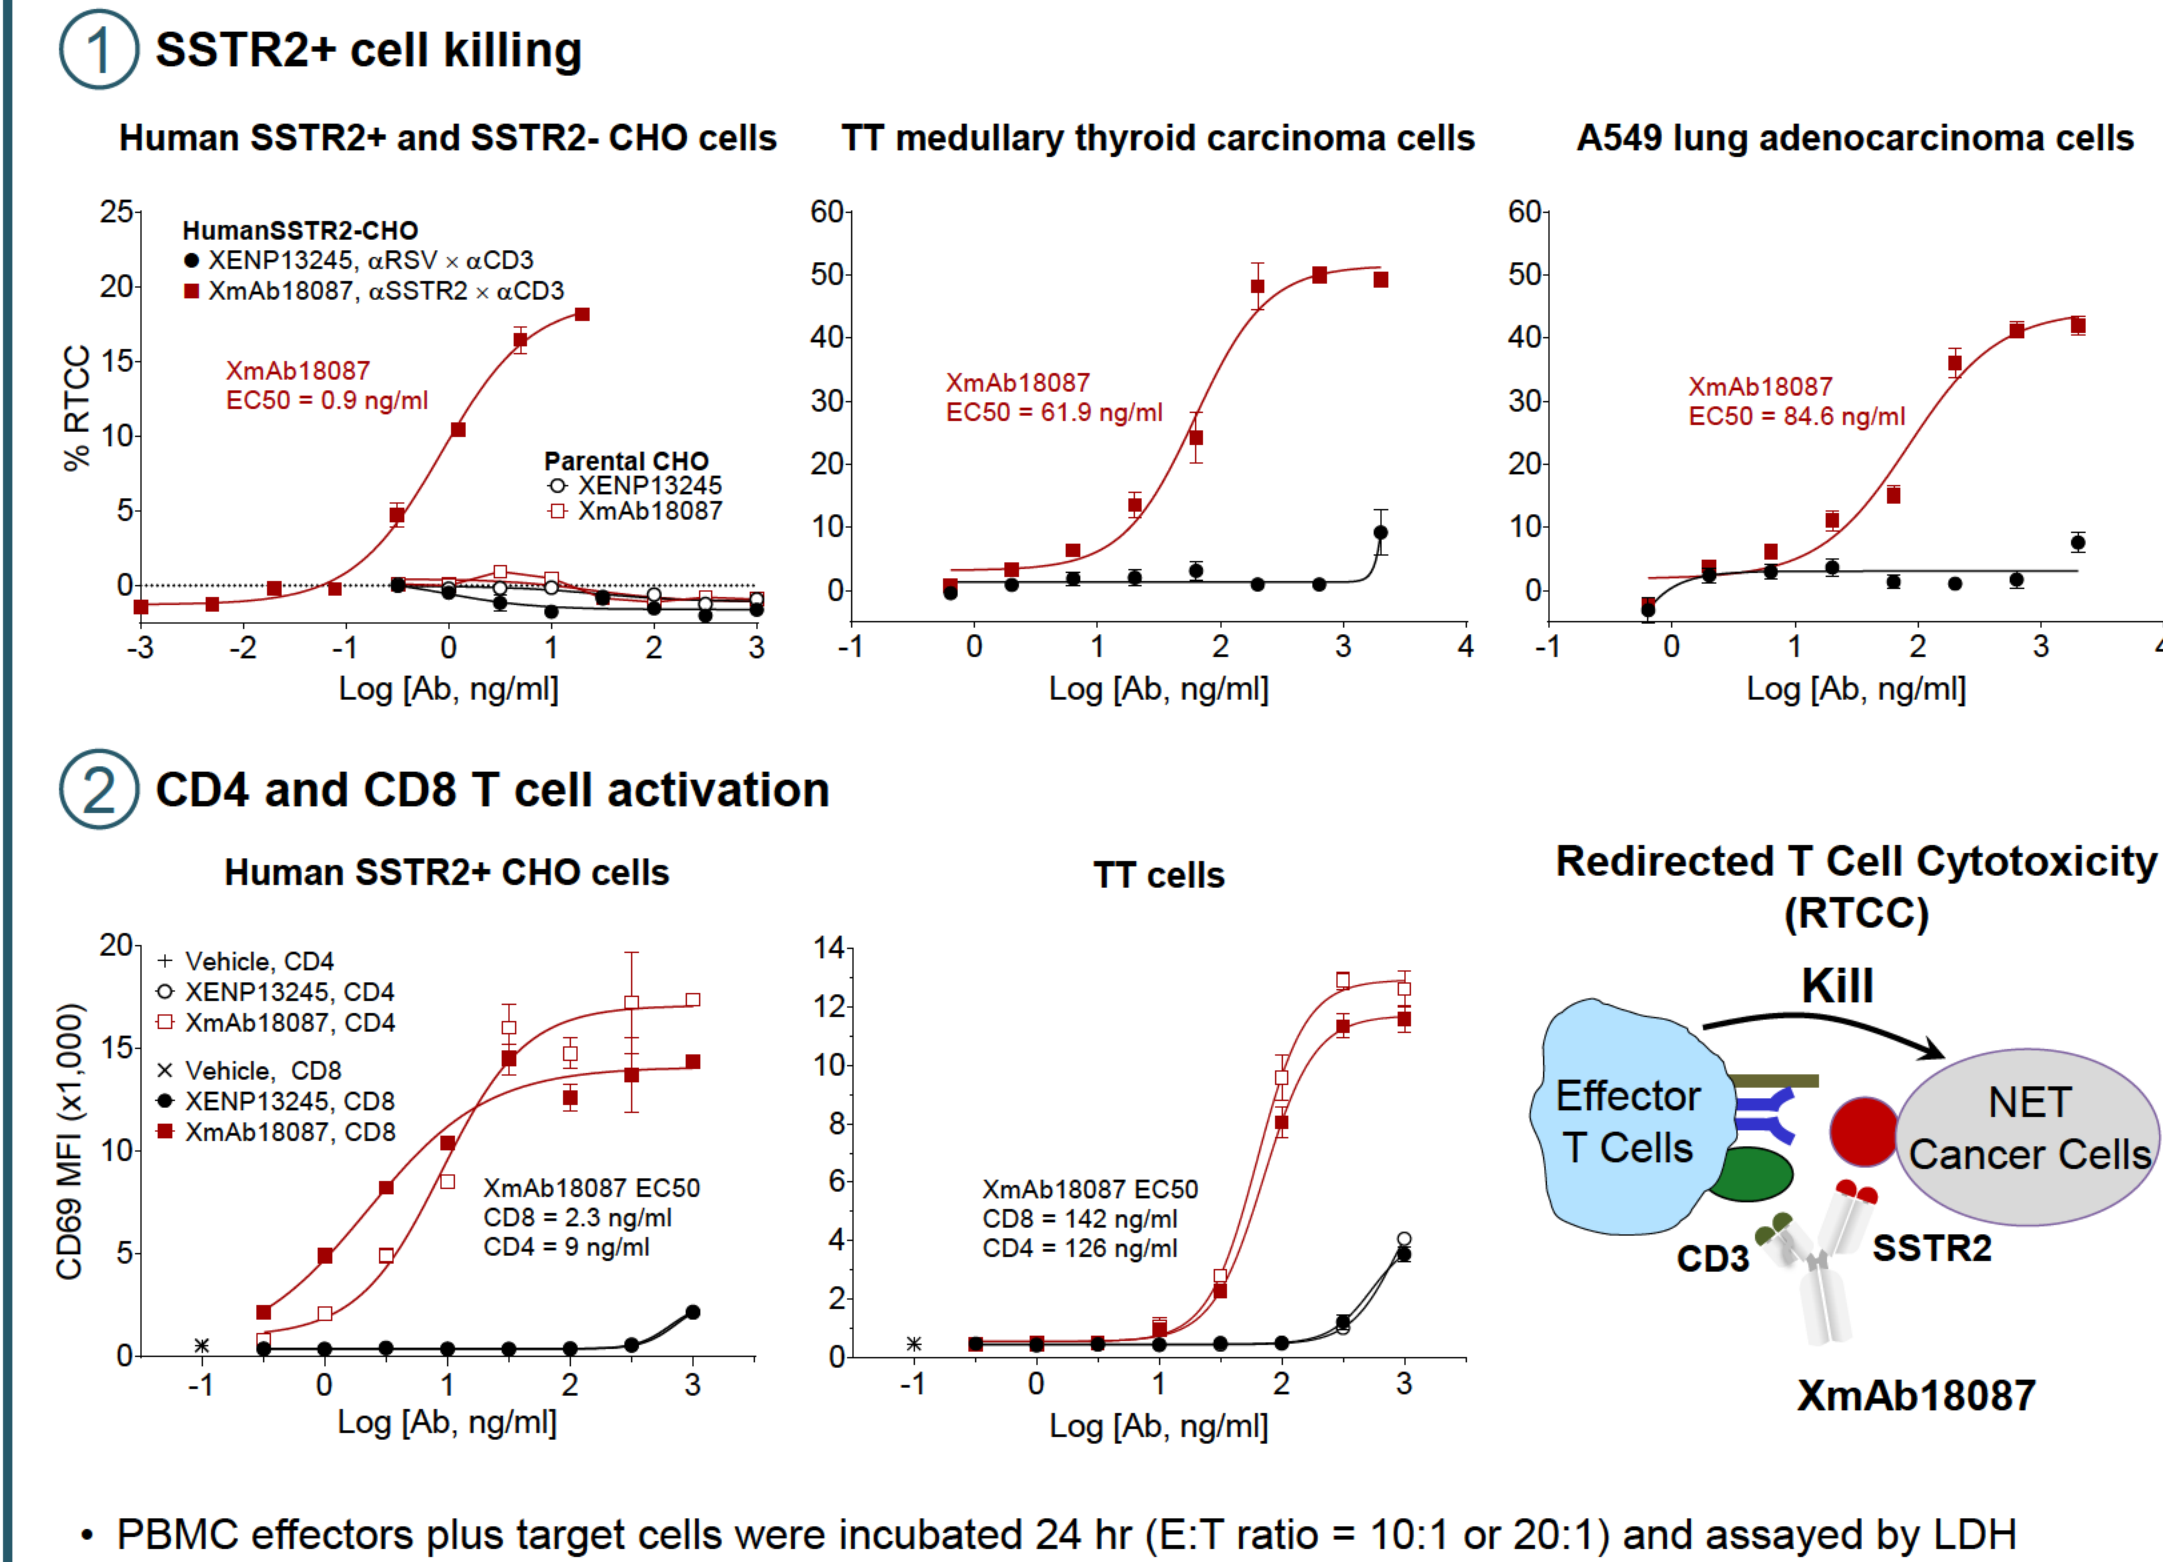 1 SSTR2+ cell killing
Human SSTR2+ and SSTR2- CHO cells
% RTCC
25
20
15
10
5
0
HumanSSTR2-CHO
● XENP13245, αRSV × αCD3
■ XmAb18087, αSSTR2 × αCD3
XmAb18087
EC50 = 0.9 ng/ml
Parental CHO
XENP13245
XmAb18087
-3 -2 -1 0 1 2 3
Log [Ab, ng/ml]
TT medullary thyroid carcinoma cells
60
50
40
30
20
10
0
XmAb18087
EC50 = 61.9 ng/ml
-1 0 1 2 3 4
Log [Ab, ng/ml]
A549 lung adenocarcinoma cells
60
50
40
30
20
10
0
XmAb18087
EC50 = 84.6 ng/ml
-1 0 1 2 3 4
Log [Ab, ng/ml]
2 CD4 and CD8 T cell activation
Human SSTR2+ CHO cells
CD69 MFI (x1,000)
20
15
10
5
0
+ Vehicle, CD4
XENP13245, CD4
XmAb18087, CD4
× Vehicle, CD8
XENP13245, CD8
XmAb18087, CD8
XmAb18087 EC50
CD8 = 2.3 ng/ml
CD4 = 9 ng/ml
-1 0 1 2 3
Log [Ab, ng/ml]
TT cells
14
12
10
8
6
4
2
0
XmAb18087 EC50
CD8 = 142 ng/ml
CD4 = 126 ng/ml
-1 0 1 2 3
Log [Ab, ng/ml]
Redirected T Cell Cytotoxicity
(RTCC)
Kill
Effector
T Cells
NET
Cancer Cells
CD3
SSTR2
XmAb18087
• PBMC effectors plus target cells were incubated 24 hr (E:T ratio = 10:1 or 20:1) and assayed by LDH